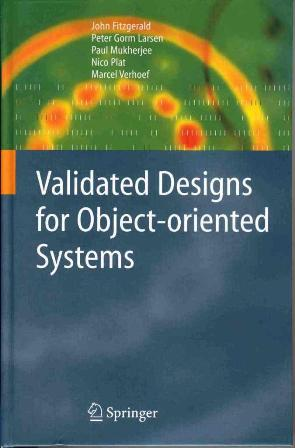 John Fitzgerald
Peter Gorm Larsen
Paul Mukherjee
Nico Plat
Marcel Verhoef
Validated Designs
for Object-oriented
Systems
Springer